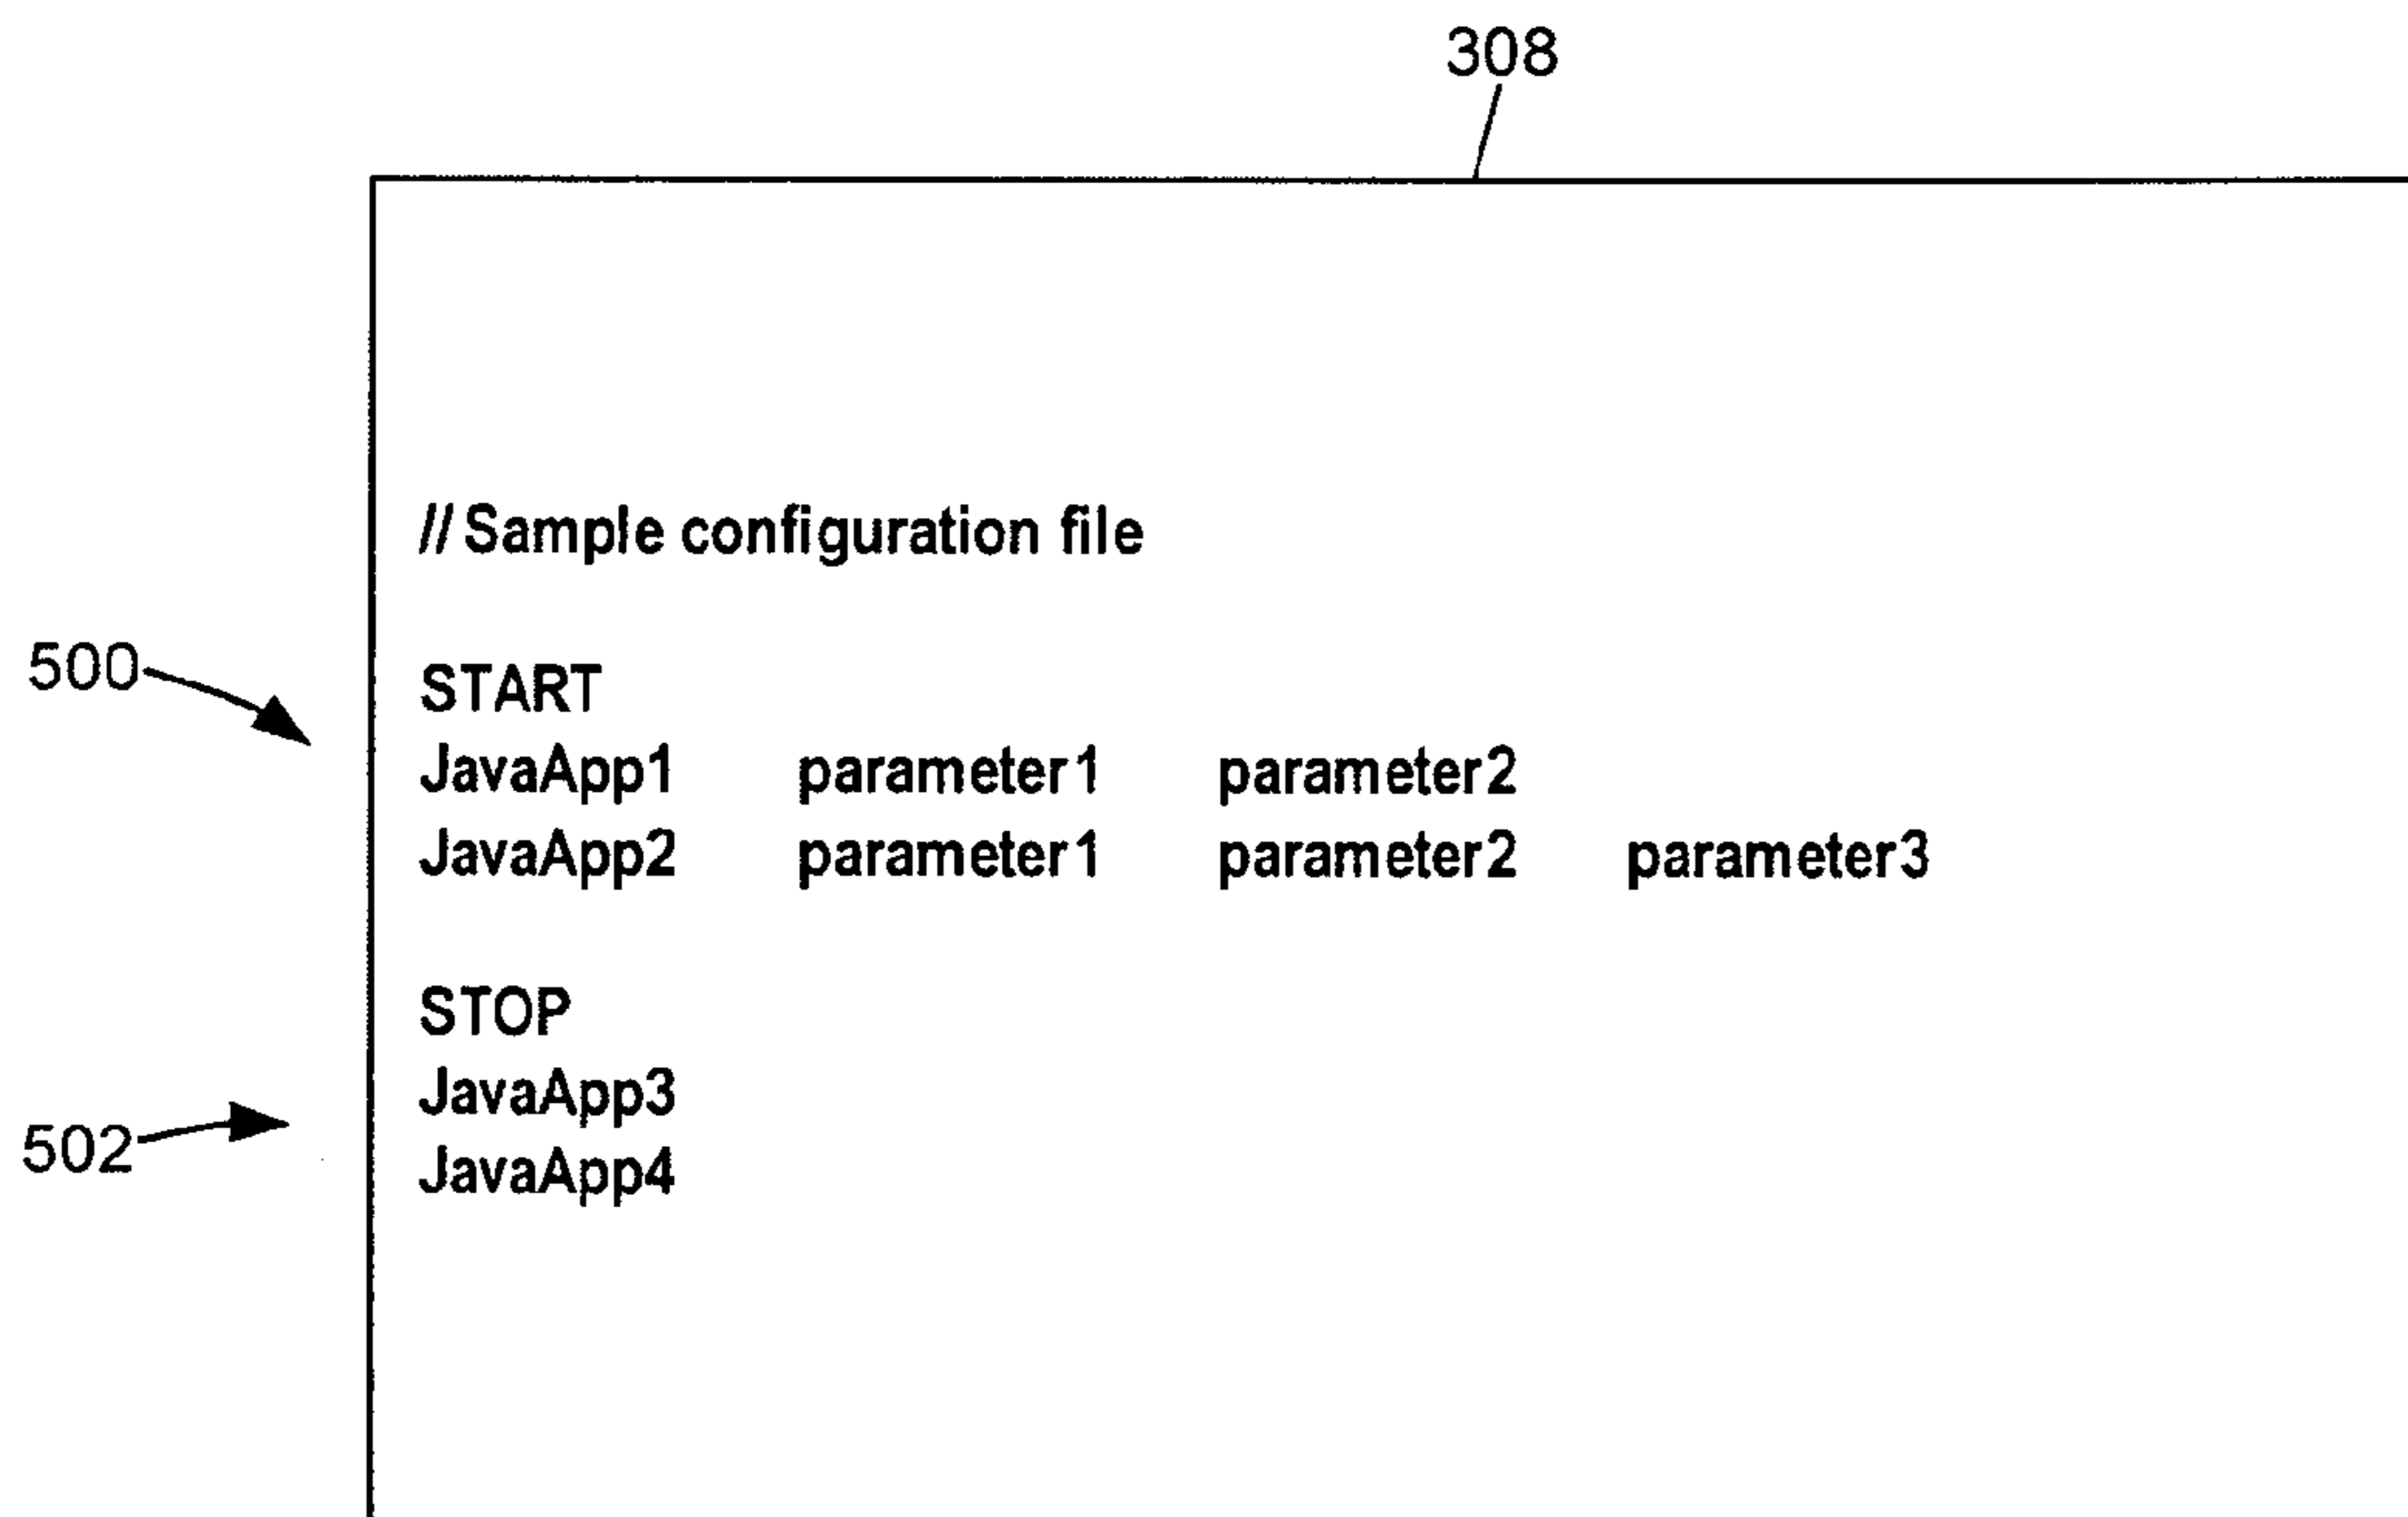 308
//Sample configuration file
500
START
JavaApp1 parameter1 parameter2
JavaApp2 parameter1 parameter2 parameter3
STOP
JavaApp3
502
JavaApp4